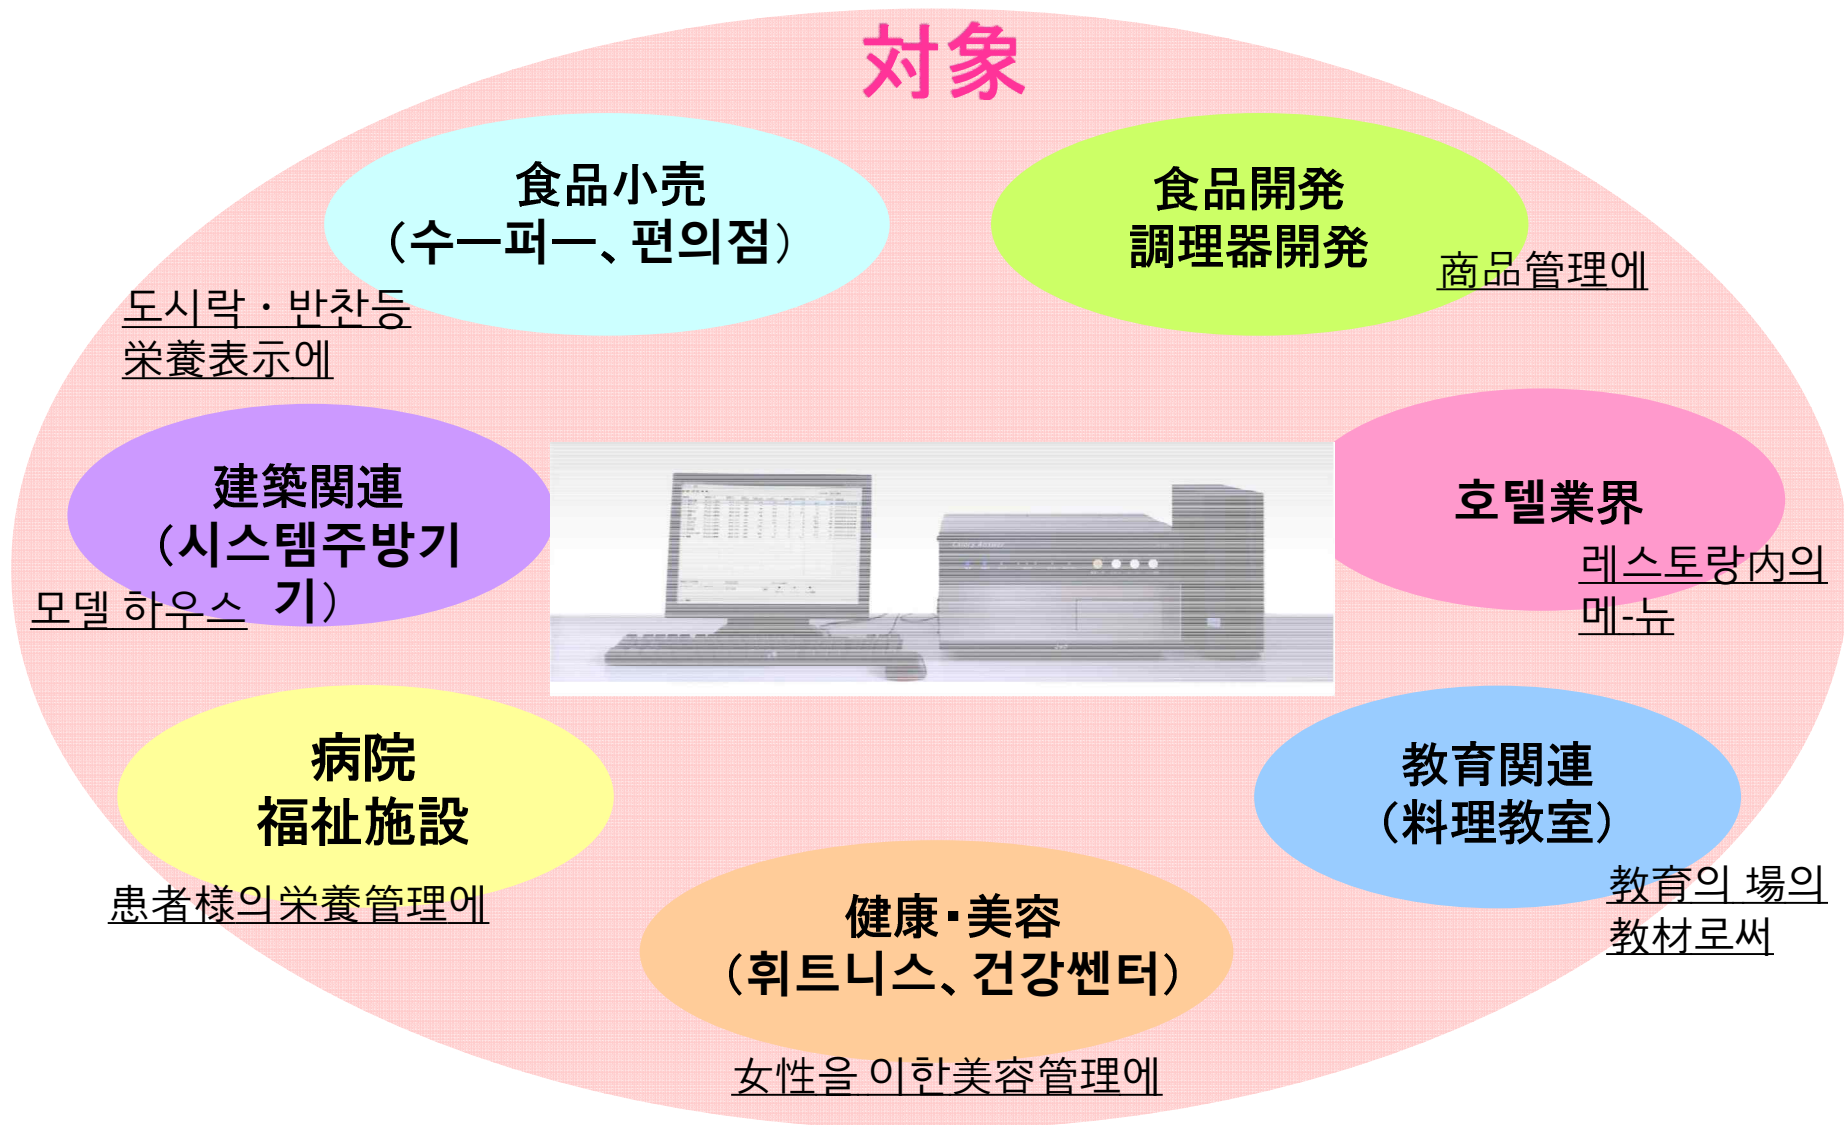 対象
食品小売
（수ー퍼ー、편의점）
食品開発
調理器開発
商品管理에
도시락・반찬등
栄養表示에
建築関連
（시스템주방기
기）
모델 하우스
호텔業界
레스토랑内의
메-뉴
病院
福祉施設
患者様의栄養管理에
教育関連
（料理教室）
教育의 場의
教材로써
健康・美容
（휘트니스、건강쎈터）
女性을 이한美容管理에